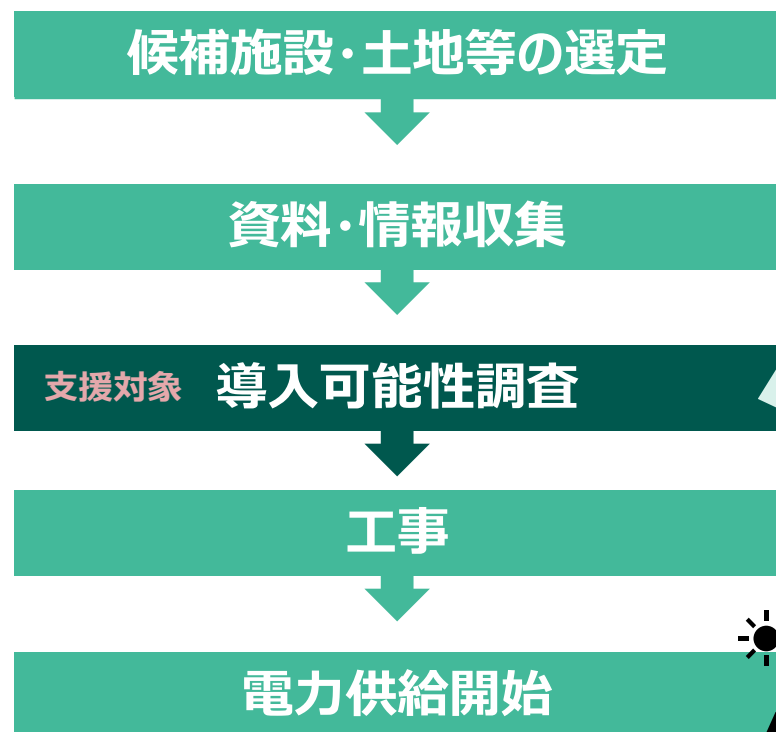 候補施設・土地等の選定
資料・情報収集
支援対象 導入可能性調査
工事
電力供給開始